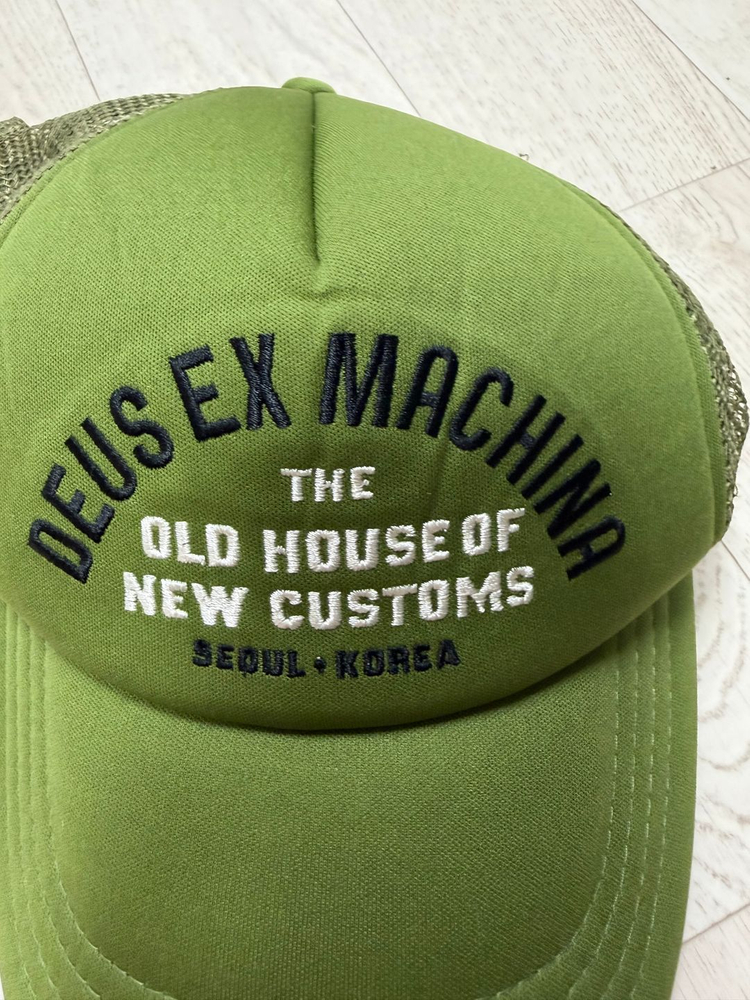 DEUS EX MACHINA
THE
OLD HOUSE OF
NEW CUSTOMS
SEOUL • KOREA